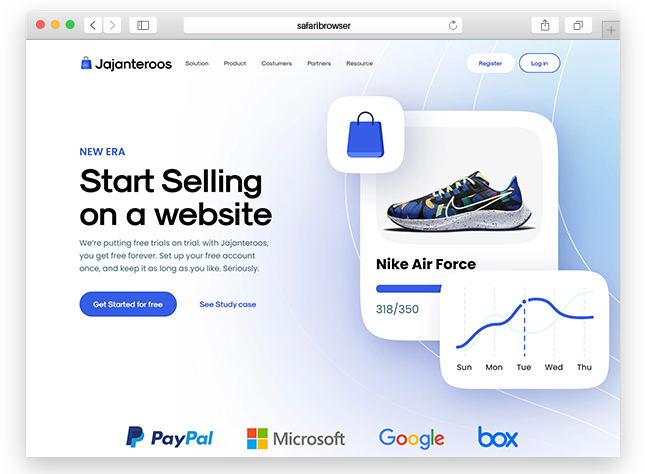 safaribrowser
Jajanteroos Solution Product Costumers Partners Resource Register Log in
NEW ERA
Start Selling
on a website
We're putting free trials on trial. with Jajanteroos,
you get free forever. Set up your free account
once, and keep it as long as you like. Seriously.
Get Started for free See Study case
Nike Air Force
318/350
Sun Mon Tue Wed Thu
PayPal Microsoft Google box